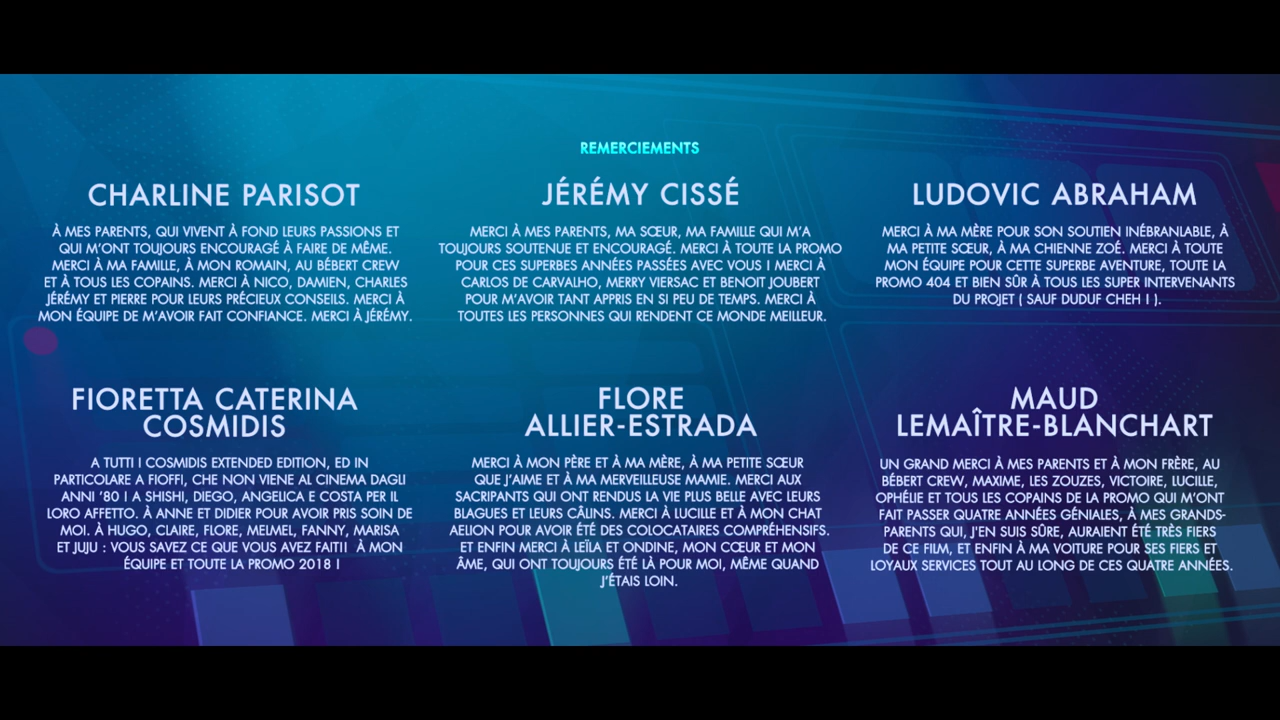 REMERCIEMENTS
CHARLINE PARISOT
À MES PARENTS, QUI VIVENT À FOND LEURS PASSIONS ET
QUI M'ONT TOUJOURS ENCOURAGÉ À FAIRE DE MÊME.
MERCI À MA FAMILLE, À MON ROMAIN, AU BÉBERT CREW
ET À TOUS LES COPAINS. MERCI À NICO, DAMIEN, CHARLES
JÉRÉMY ET PIERRE POUR LEURS PRÉCIEUX CONSEILS. MERCI À
MON ÉQUIPE DE M'AVOIR FAIT CONFIANCE. MERCI À JÉRÉMY.
JÉRÉMY CISSÉ
MERCI À MES PARENTS, MA SŒUR, MA FAMILLE QUI M'A
TOUJOURS SOUTENUE ET ENCOURAGÉ. MERCI À TOUTE LA PROMO
POUR CES SUPERBES ANNÉES PASSÉES AVEC VOUS ! MERCI À
CARLOS DE CARVALHO, MERRY VIERSAC ET BENOIT JOUBERT
POUR M'AVOIR TANT APPRIS EN SI PEU DE TEMPS. MERCI À
TOUTES LES PERSONNES QUI RENDENT CE MONDE MEILLEUR.
LUDOVIC ABRAHAM
MERCI À MA MÈRE POUR SON SOUTIEN INÉBRANLABLE, À
MA PETITE SŒUR, À MA CHIENNE ZOÉ. MERCI À TOUTE
MON ÉQUIPE POUR CETTE SUPERBE AVENTURE, TOUTE LA
PROMO 404 ET BIEN SÛR À TOUS LES SUPER INTERVENANTS
DU PROJET ( SAUF DUDUF CHEH ! ).
FIORETTA CATERINA
COSMIDIS
A TUTTI I COSMIDIS EXTENDED EDITION, ED IN
PARTICOLARE A FIOFFI, CHE NON VIENE AL CINEMA DAGLI
ANNI '80 ! A SHISHI, DIEGO, ANGELICA E COSTA PER IL
LORO AFFETTO. À ANNE ET DIDIER POUR AVOIR PRIS SOIN DE
MOI. À HUGO, CLAIRE, FLORE, MELMEL, FANNY, MARISA
ET JUJU : VOUS SAVEZ CE QUE VOUS AVEZ FAIT!! À MON
ÉQUIPE ET TOUTE LA PROMO 2018 !
FLORE
ALLIER-ESTRADA
MERCI À MON PÈRE ET À MA MÈRE, À MA PETITE SŒUR
QUE J'AIME ET À MA MERVEILLEUSE MAMIE. MERCI AUX
SACRIPANTS QUI ONT RENDUS LA VIE PLUS BELLE AVEC LEURS
BLAGUES ET LEURS CÂLINS. MERCI À LUCILLE ET À MON CHAT
AELION POUR AVOIR ÉTÉ DES COLOCATAIRES COMPRÉHENSIFS.
ET ENFIN MERCI À LEÏLA ET ONDINE, MON CŒUR ET MON
ÂME, QUI ONT TOUJOURS ÉTÉ LÀ POUR MOI, MÊME QUAND
J'ÉTAIS LOIN.
MAUD
LEMAÎTRE-BLANCHART
UN GRAND MERCI À MES PARENTS ET À MON FRÈRE, AU
BÉBERT CREW, MAXIME, LES ZOUZES, VICTOIRE, LUCILLE,
OPHÉLIE ET TOUS LES COPAINS DE LA PROMO QUI M'ONT
FAIT PASSER QUATRE ANNÉES GÉNIALES, À MES GRANDS-
PARENTS QUI, J'EN SUIS SÛRE, AURAIENT ÉTÉ TRÈS FIERS
DE CE FILM, ET ENFIN À MA VOITURE POUR SES FIERS ET
LOYAUX SERVICES TOUT AU LONG DE CES QUATRE ANNÉES.